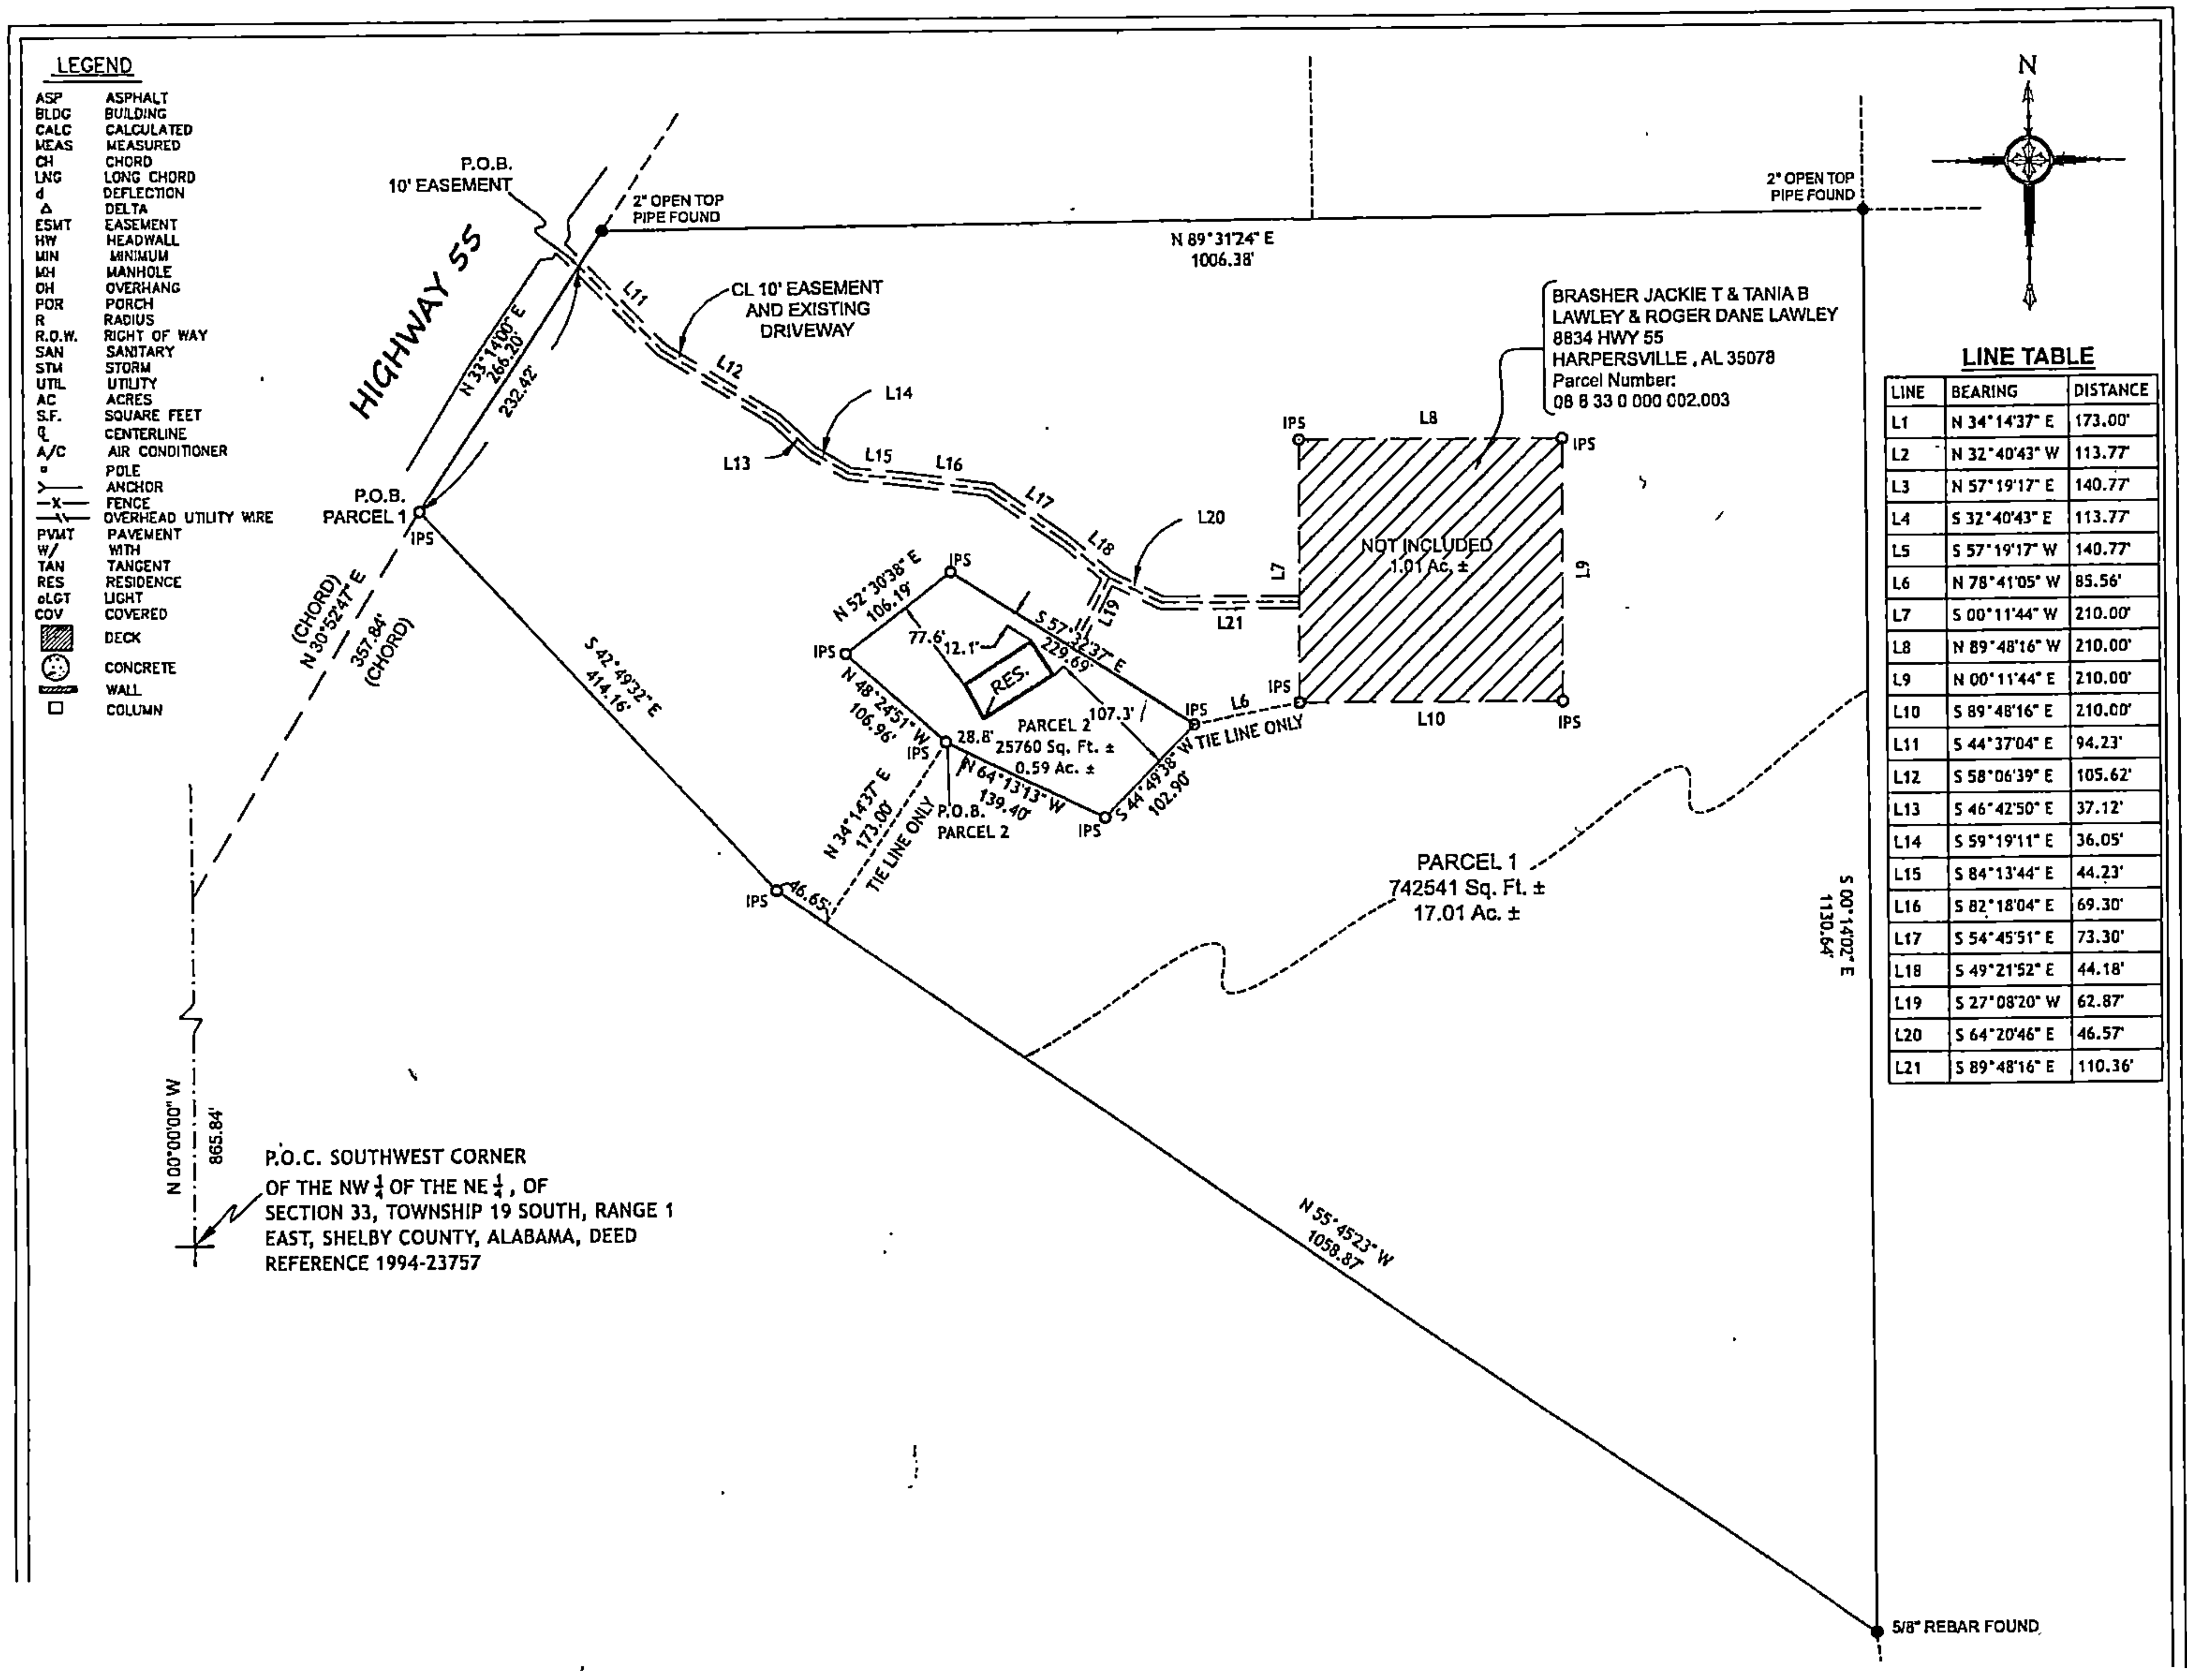 LEGEND
ASP ASPHALT
BLDG BUILDING
CALC CALCULATED
MEAS MEASURED
CH CHORD
LNG LONG CHORD
d DEFLECTION
Δ DELTA
ESMT EASEMENT
HW HEADWALL
MIN MINIMUM
MH MANHOLE
OH OVERHANG
POR PORCH
R RADIUS
R.O.W. RIGHT OF WAY
SAN SANITARY
STM STORM
UTIL UTILITY
AC ACRES
S.F. SQUARE FEET
℄ CENTERLINE
A/C AIR CONDITIONER
POLE
ANCHOR
—X— FENCE
OVERHEAD UTILITY WIRE
PVMT PAVEMENT
W/ WITH
TAN TANGENT
RES RESIDENCE
oLGT LIGHT
COV COVERED
DECK
CONCRETE
WALL
COLUMN
HIGHWAY 55
P.O.B.
10' EASEMENT
2" OPEN TOP
PIPE FOUND
N 33°14'00" E
266.20'
232.42'
L11
CL 10' EASEMENT
AND EXISTING
DRIVEWAY
L12
L13
L14
L15
L16
L17
L18
L19
L20
L21
N 89°31'24" E
1006.38'
2" OPEN TOP
PIPE FOUND
N
BRASHER JACKIE T & TANIA B
LAWLEY & ROGER DANE LAWLEY
8834 HWY 55
HARPERSVILLE , AL 35078
Parcel Number:
08 8 33 0 000 002.003
IPS
L8
IPS
L7
NOT INCLUDED
1.01 Ac. ±
L9
IPS
L10
IPS
P.O.B.
PARCEL 1
IPS
(CHORD)
N 30°52'47" E
357.84'
(CHORD)
S 42°49'32" E
414.16'
IPS
N 52°30'38" E
106.19'
IPS
77.6'
12.1'
S 57°32'37" E
229.69'
RES.
N 48°24'51" W
106.96'
107.3'
IPS
L6
TIE LINE ONLY
IPS
28.8'
PARCEL 2
25760 Sq. Ft. ±
0.59 Ac. ±
N 64°13'13" W
139.40'
S 44°49'38" W
102.90'
P.O.B.
PARCEL 2
IPS
N 34°14'37" E
173.00'
TIE LINE ONLY
IPS
46.65'
PARCEL 1
742541 Sq. Ft. ±
17.01 Ac. ±
S 00°14'02" E
1130.64'
N 55°45'23" W
1058.87'
5/8" REBAR FOUND
N 00°00'00" W
865.84'
P.O.C. SOUTHWEST CORNER
OF THE NW 1/4 OF THE NE 1/4, OF
SECTION 33, TOWNSHIP 19 SOUTH, RANGE 1
EAST, SHELBY COUNTY, ALABAMA, DEED
REFERENCE 1994-23757
LINE TABLE
LINE BEARING DISTANCE
L1 N 34°14'37" E 173.00'
L2 N 32°40'43" W 113.77'
L3 N 57°19'17" E 140.77'
L4 S 32°40'43" E 113.77'
L5 S 57°19'17" W 140.77'
L6 N 78°41'05" W 85.56'
L7 S 00°11'44" W 210.00'
L8 N 89°48'16" W 210.00'
L9 N 00°11'44" E 210.00'
L10 S 89°48'16" E 210.00'
L11 S 44°37'04" E 94.23'
L12 S 58°06'39" E 105.62'
L13 S 46°42'50" E 37.12'
L14 S 59°19'11" E 36.05'
L15 S 84°13'44" E 44.23'
L16 S 82°18'04" E 69.30'
L17 S 54°45'51" E 73.30'
L18 S 49°21'52" E 44.18'
L19 S 27°08'20" W 62.87'
L20 S 64°20'46" E 46.57'
L21 S 89°48'16" E 110.36'